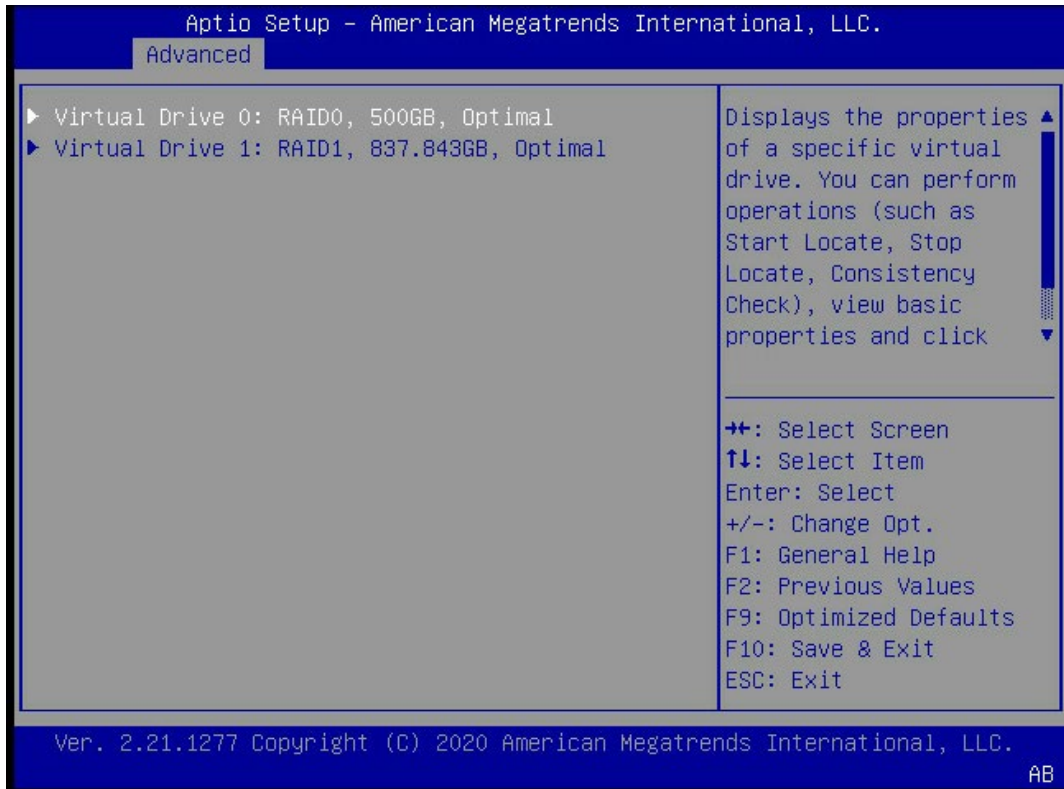 Aptio Setup – American Megatrends International, LLC.
Advanced
▶ Virtual Drive 0: RAID0, 500GB, Optimal
▶ Virtual Drive 1: RAID1, 837.843GB, Optimal
Displays the properties
of a specific virtual
drive. You can perform
operations (such as
Start Locate, Stop
Locate, Consistency
Check), view basic
properties and click
→←: Select Screen
↑↓: Select Item
Enter: Select
+/-: Change Opt.
F1: General Help
F2: Previous Values
F9: Optimized Defaults
F10: Save & Exit
ESC: Exit
Ver. 2.21.1277 Copyright (C) 2020 American Megatrends International, LLC.
AB